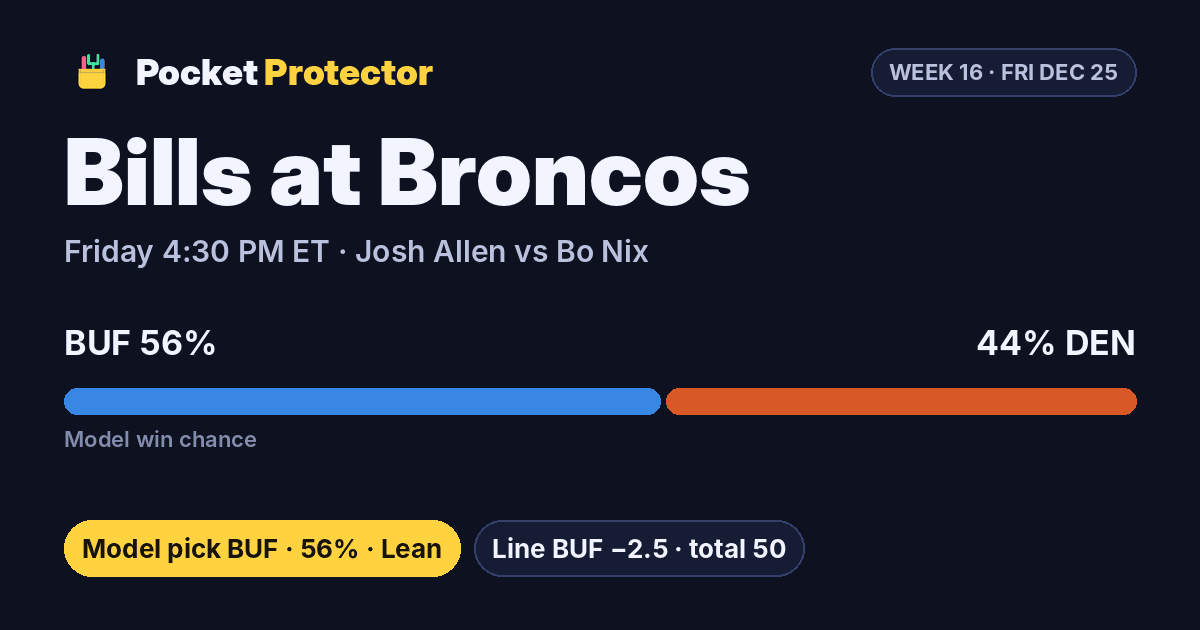 Pocket Protector
WEEK 16 · FRI DEC 25
Bills at Broncos
Friday 4:30 PM ET · Josh Allen vs Bo Nix
BUF 56%
44% DEN
Model win chance
Model pick BUF · 56% · Lean
Line BUF −2.5 · total 50